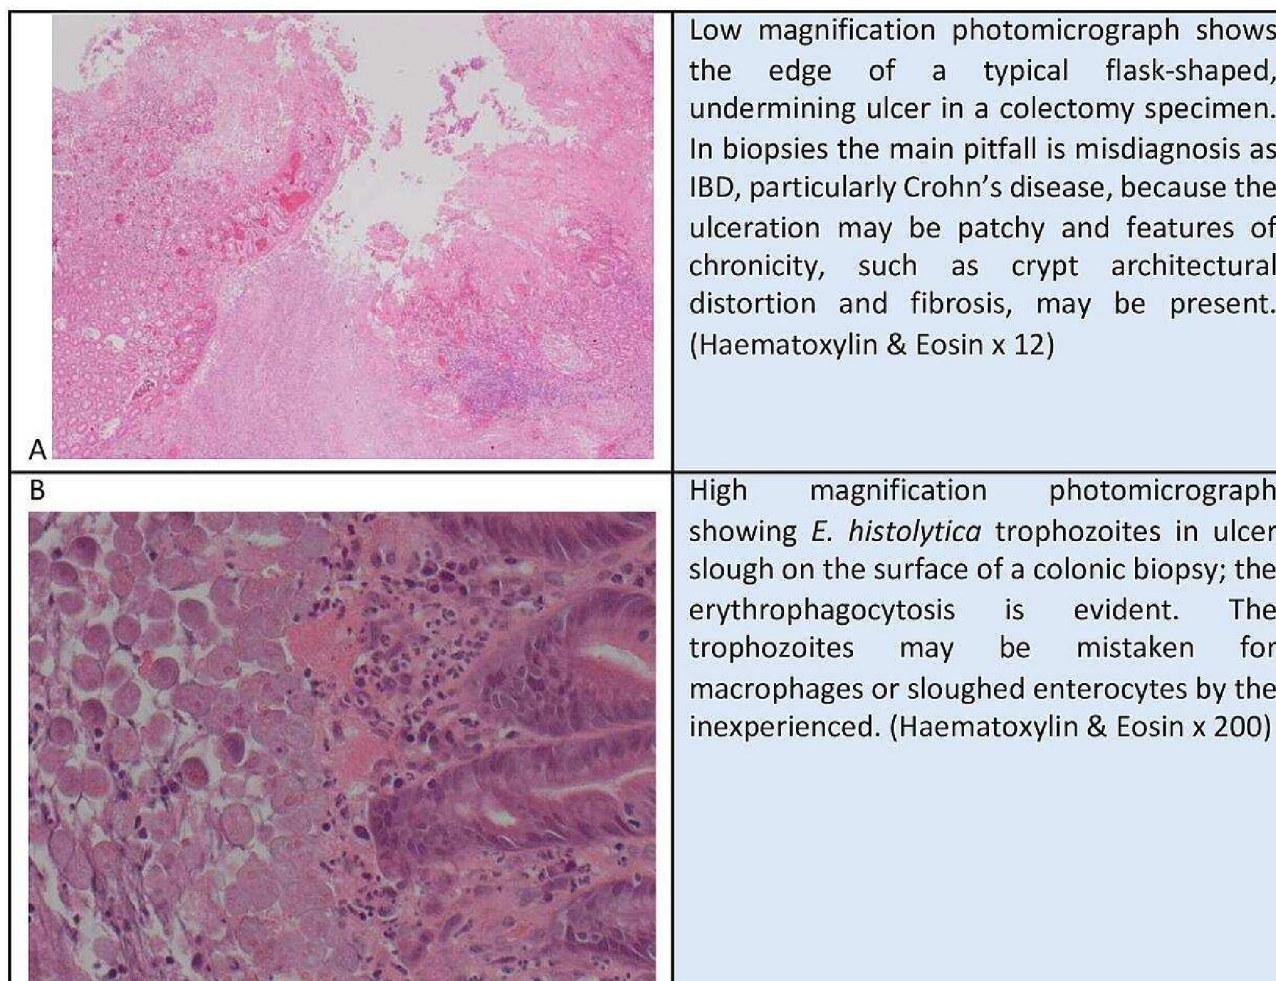 Low magnification photomicrograph shows
the edge of a typical flask-shaped,
undermining ulcer in a colectomy specimen.
In biopsies the main pitfall is misdiagnosis as
IBD, particularly Crohn’s disease, because the
ulceration may be patchy and features of
chronicity, such as crypt architectural
distortion and fibrosis, may be present.
(Haematoxylin & Eosin x 12)
A
B
High magnification photomicrograph
showing E. histolytica trophozoites in ulcer
slough on the surface of a colonic biopsy; the
erythrophagocytosis is evident. The
trophozoites may be mistaken for
macrophages or sloughed enterocytes by the
inexperienced. (Haematoxylin & Eosin x 200)